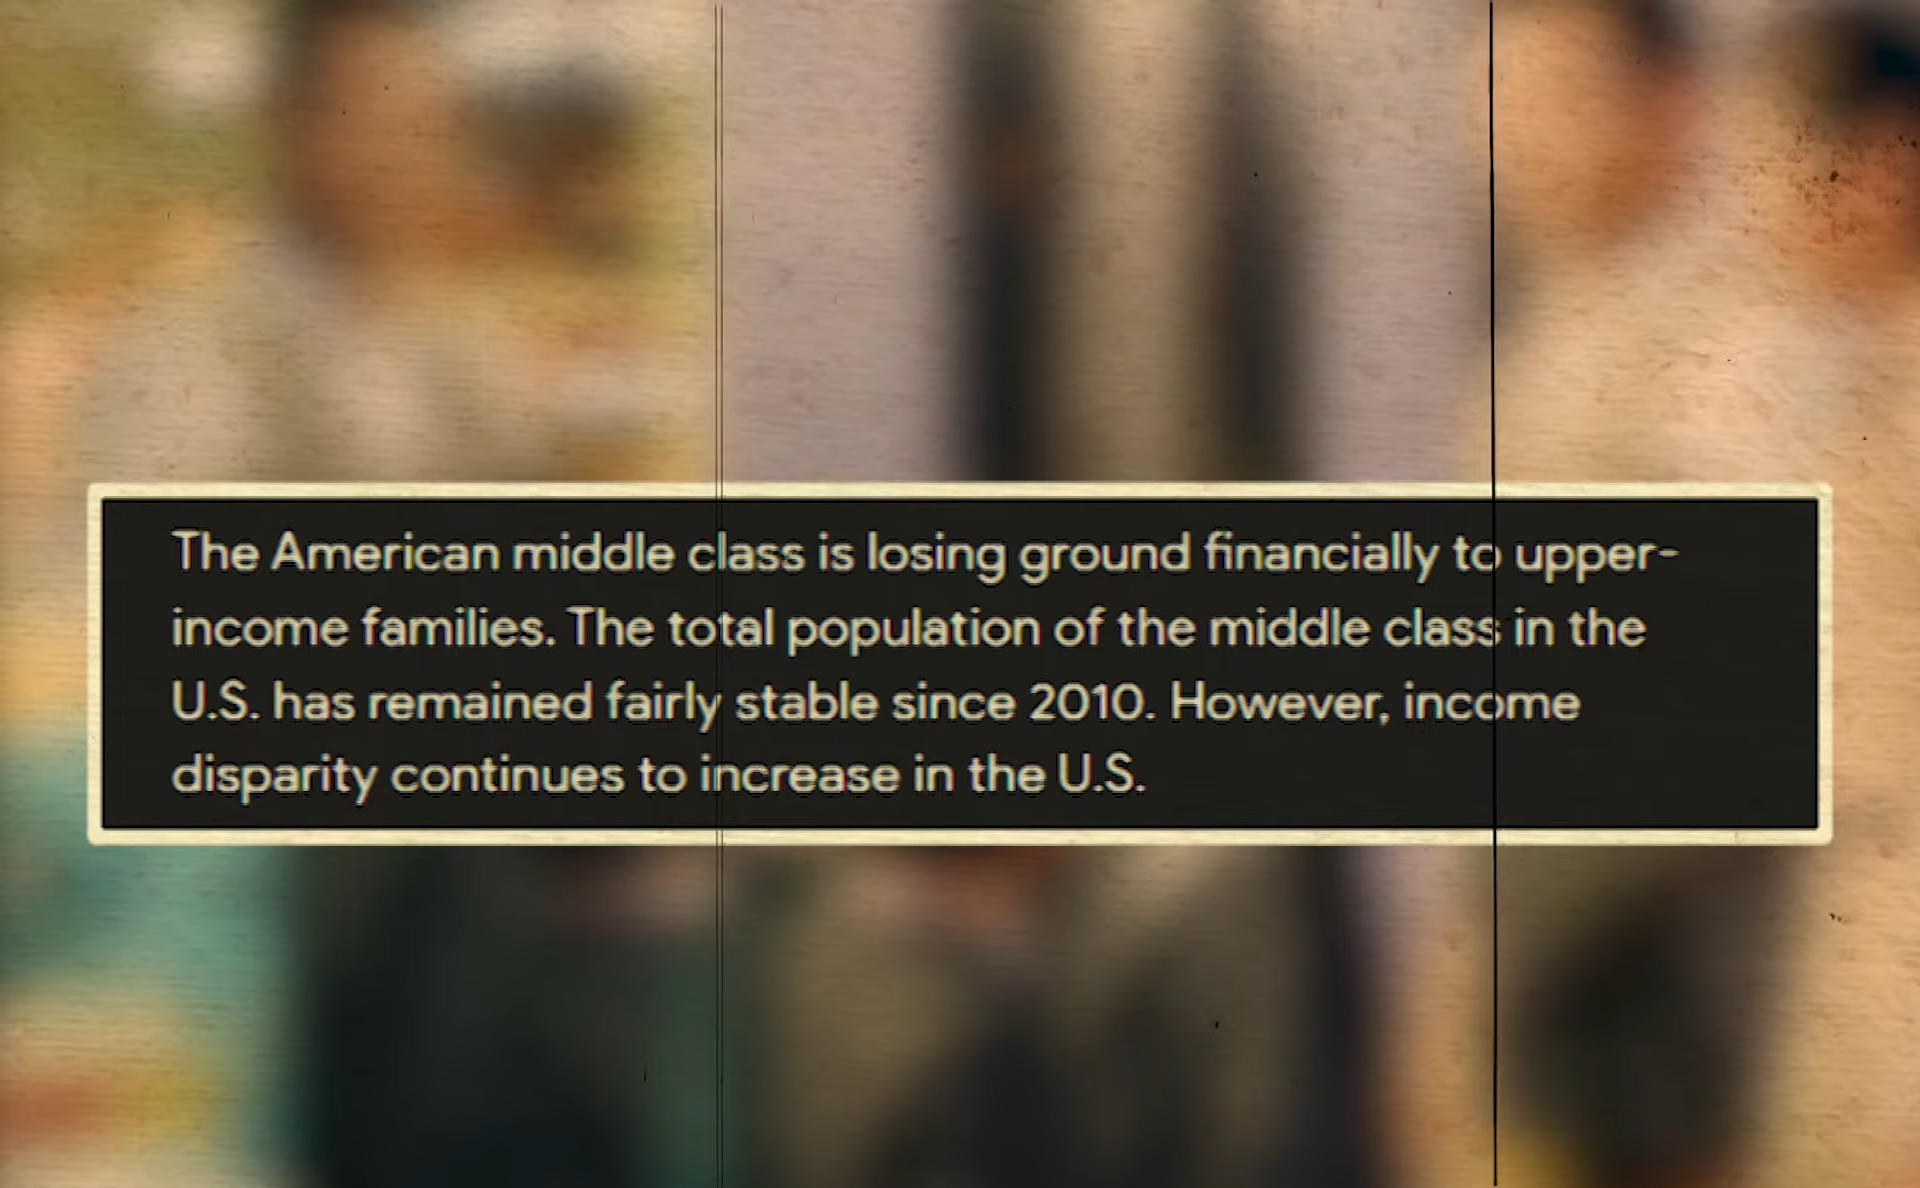 The American middle class is losing ground financially to upper-
income families. The total population of the middle class in the
U.S. has remained fairly stable since 2010. However, income
disparity continues to increase in the U.S.